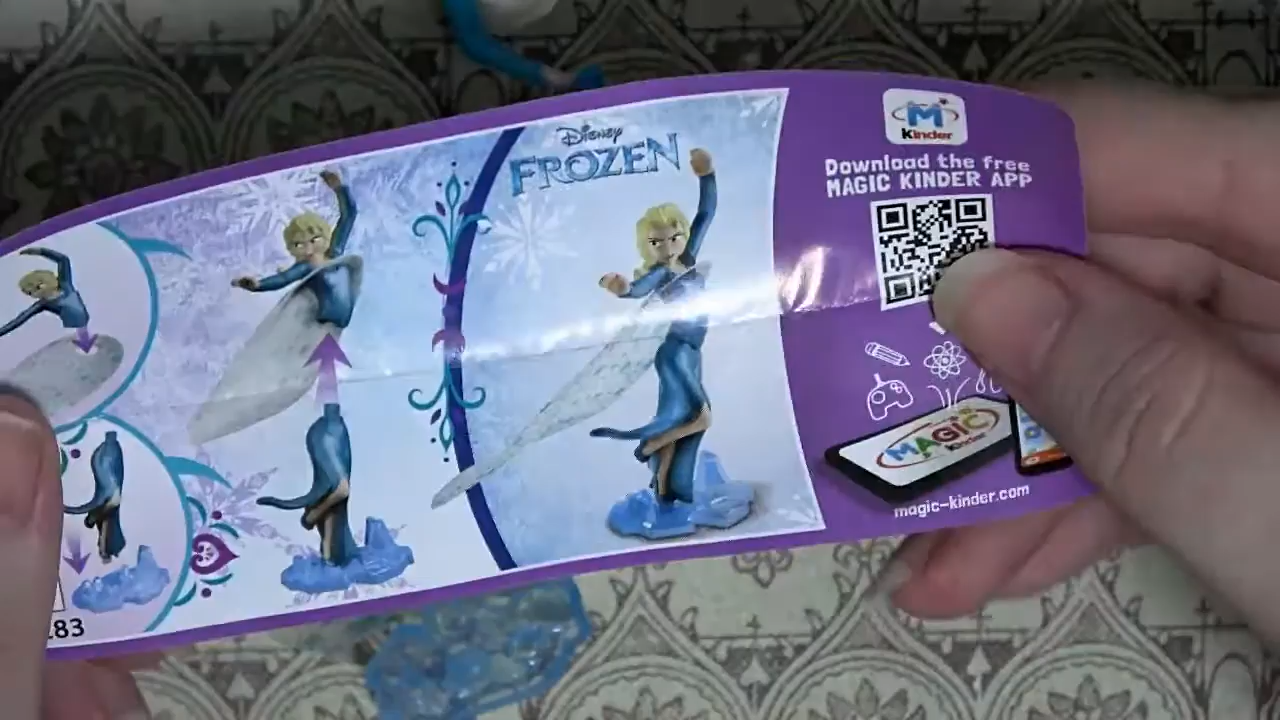 Disney
FROZEN
M
Kinder
Download the free
MAGIC KINDER APP
MAGIC
Kinder
magic-kinder.com